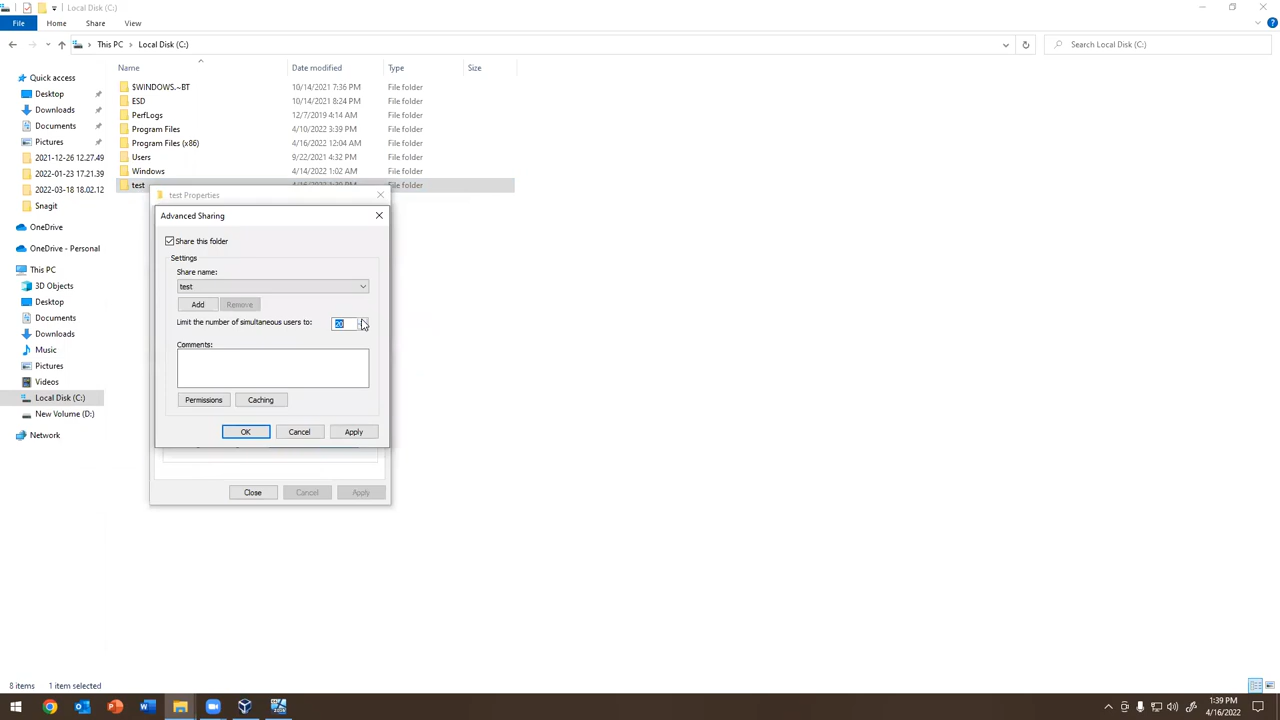 Local Disk (C:)
File Home Share View
This PC Local Disk (C:)
Search Local Disk (C:)
Name Date modified Type Size
Quick access
Desktop
Downloads
Documents
Pictures
2021-12-26 12.27.49
2022-01-23 17.21.39
2022-03-18 18.02.12
Snagit
OneDrive
OneDrive - Personal
This PC
3D Objects
Desktop
Documents
Downloads
Music
Pictures
Videos
Local Disk (C:)
New Volume (D:)
Network
$WINDOWS.~BT 10/14/2021 7:36 PM File folder
ESD 10/14/2021 8:24 PM File folder
PerfLogs 12/7/2019 4:14 AM File folder
Program Files 4/10/2022 3:39 PM File folder
Program Files (x86) 4/16/2022 12:04 AM File folder
Users 9/22/2021 4:32 PM File folder
Windows 4/14/2022 1:02 AM File folder
test File folder
test Properties
Advanced Sharing
Share this folder
Settings
Share name:
test
Add Remove
Limit the number of simultaneous users to: 20
Comments:
Permissions Caching
OK Cancel Apply
Close Cancel Apply
8 items 1 item selected
1:39 PM
4/16/2022